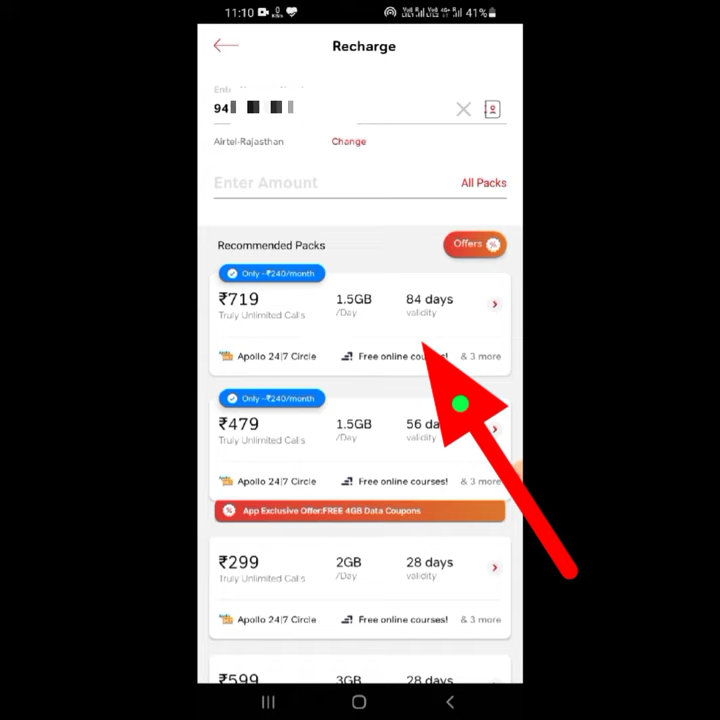 11:10 0 K/s 41%
Recharge
94
Airtel-Rajasthan Change
Enter Amount All Packs
Recommended Packs Offers
Only ~₹240/month
₹719 1.5GB 84 days
Truly Unlimited Calls /Day validity
Apollo 24|7 Circle Free online courses! & 3 more
Only ~₹240/month
₹479 1.5GB 56 da
Truly Unlimited Calls /Day validity
Apollo 24|7 Circle Free online courses! & 3 more
App Exclusive Offer:FREE 4GB Data Coupons
₹299 2GB 28 days
Truly Unlimited Calls /Day validity
Apollo 24|7 Circle Free online courses! & 3 more
₹599 3GB 28 days